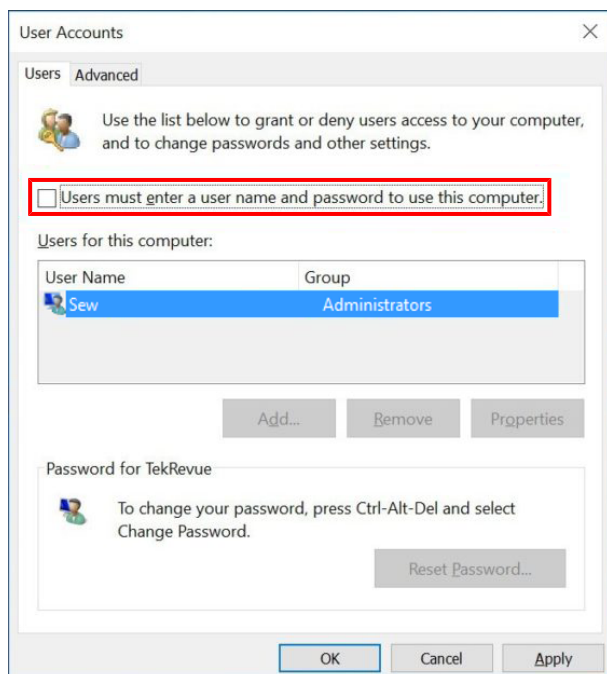 User Accounts
Users Advanced
Use the list below to grant or deny users access to your computer,
and to change passwords and other settings.
Users must enter a user name and password to use this computer.
Users for this computer:
User Name Group
Sew Administrators
Add... Remove Properties
Password for TekRevue
To change your password, press Ctrl-Alt-Del and select
Change Password.
Reset Password...
OK Cancel Apply